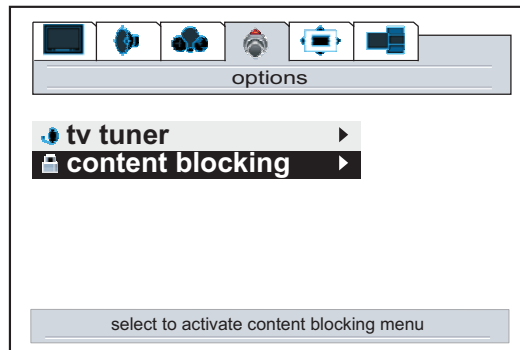 options
tv tuner
content blocking
select to activate content blocking menu